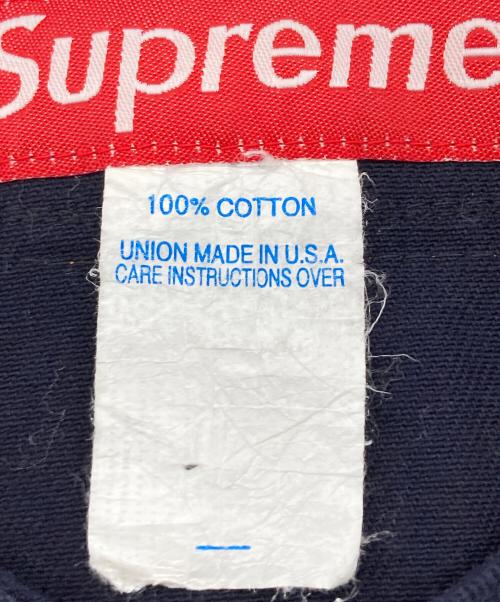 Supreme
100% COTTON
UNION MADE IN U.S.A.
CARE INSTRUCTIONS OVER